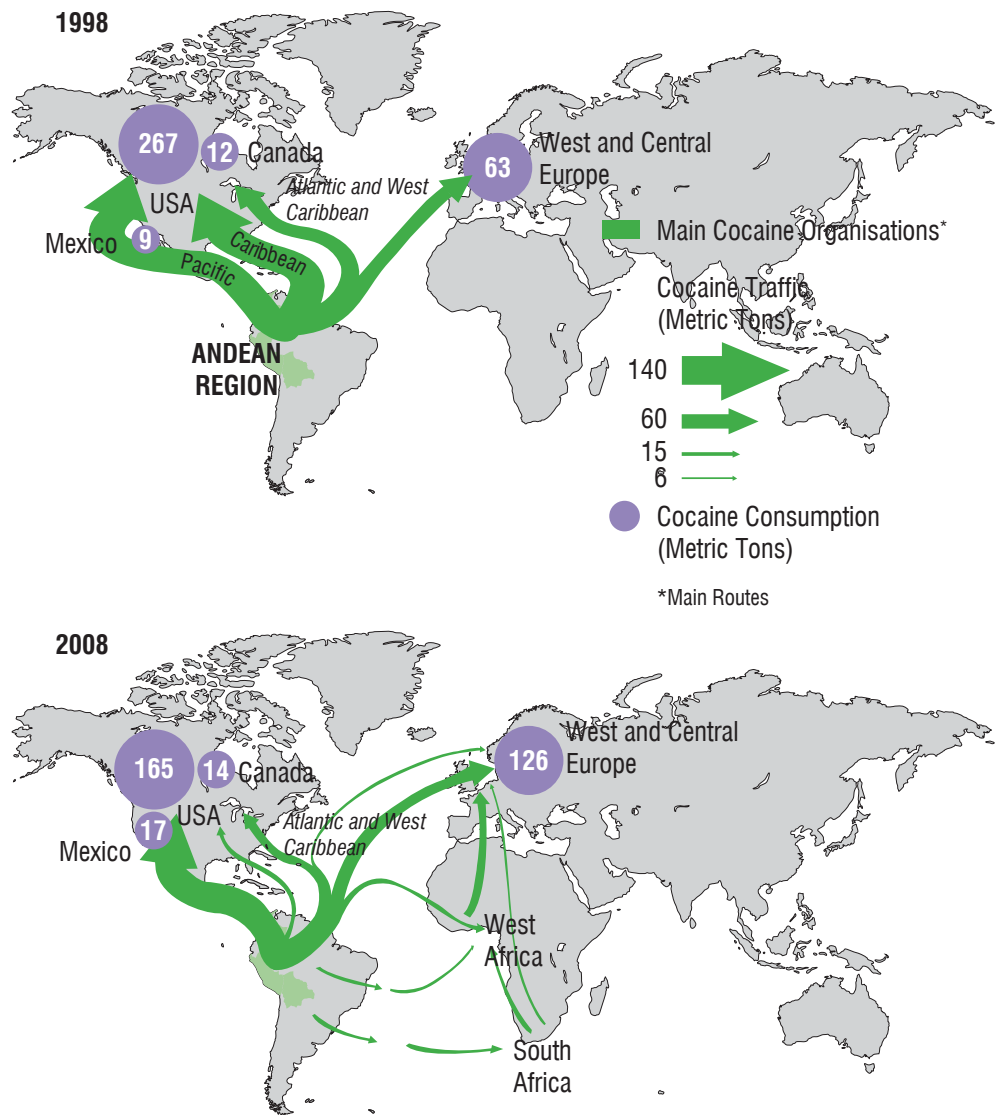 1998
267
12 Canada
USA
Atlantic and West
Caribbean
Mexico 9
Pacific
Caribbean
ANDEAN
REGION
63
West and Central
Europe
Main Cocaine Organisations*
Cocaine Traffic
(Metric Tons)
140
60
15
6
Cocaine Consumption
(Metric Tons)
*Main Routes
2008
165
14 Canada
17
USA
Mexico
Atlantic and West
Caribbean
126
West and Central
Europe
West
Africa
South
Africa